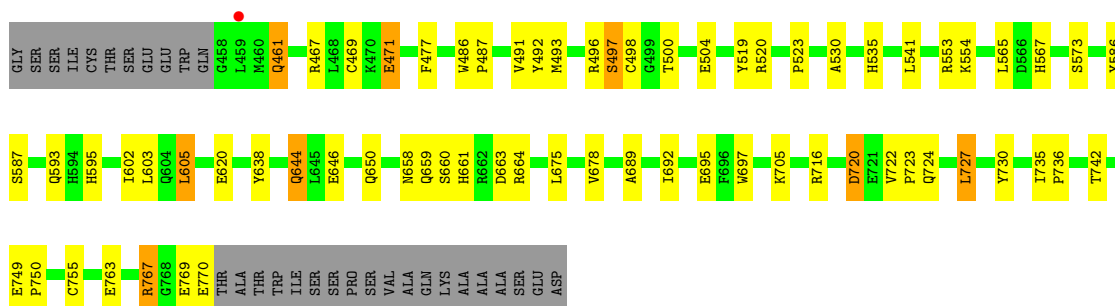 GLY SER SER ILE CYS THR SER GLU GLU TRP GLN G458 L459 M460 Q461 R467 L468 C469 K470 E471 F477 W486 P487 V491 Y492 M493 R496 S497 C498 G499 T500 E504 Y519 R520 P523 A530 H535 L541 R553 K554 L565 D566 H567 S573 Y586
S587 Q593 H594 H595 I602 L603 Q604 L605 E620 Y638 Q644 L645 E646 Q650 N658 Q659 S660 H661 R662 D663 R664 L675 V678 A689 I692 E695 F696 W697 K705 R716 D720 E721 V722 P723 Q724 L727 Y730 I735 P736 T742
E749 P750 C755 E763 R767 G768 E769 E770 THR ALA THR TRP ILE SER SER PRO SER VAL ALA GLN LYS ALA ALA ALA SER GLU ASP